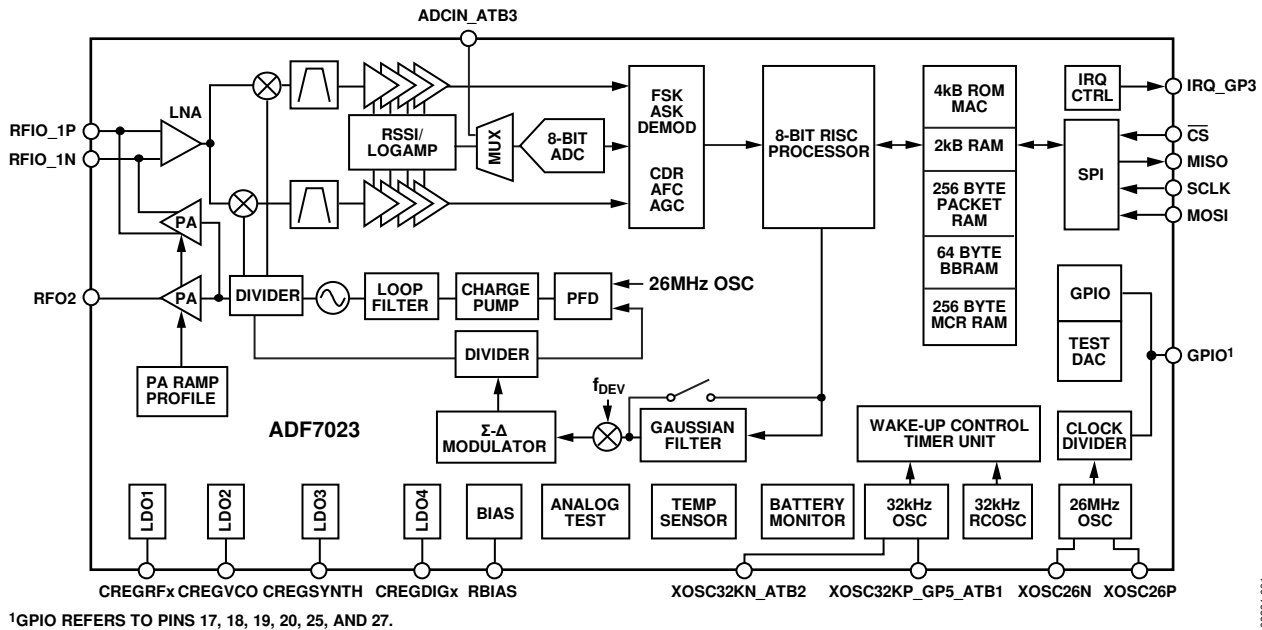 ADCIN_ATB3
RFIO_1P
RFIO_1N
LNA
RSSI/
LOGAMP
MUX
8-BIT
ADC
FSK
ASK
DEMOD
CDR
AFC
AGC
8-BIT RISC
PROCESSOR
4kB ROM
MAC
2kB RAM
256 BYTE
PACKET
RAM
64 BYTE
BBRAM
256 BYTE
MCR RAM
IRQ
CTRL
SPI
IRQ_GP3
CS
MISO
SCLK
MOSI
PA
RFO2
PA
DIVIDER
LOOP
FILTER
CHARGE
PUMP
PFD
26MHz OSC
GPIO
TEST
DAC
GPIO1
DIVIDER
PA RAMP
PROFILE
ADF7023
Σ-Δ
MODULATOR
fDEV
GAUSSIAN
FILTER
WAKE-UP CONTROL
TIMER UNIT
CLOCK
DIVIDER
LDO1
LDO2
LDO3
LDO4
BIAS
ANALOG
TEST
TEMP
SENSOR
BATTERY
MONITOR
32kHz
OSC
32kHz
RCOSC
26MHz
OSC
CREGRFx
CREGVCO
CREGSYNTH
CREGDIGx
RBIAS
XOSC32KN_ATB2
XOSC32KP_GP5_ATB1
XOSC26N
XOSC26P
1GPIO REFERS TO PINS 17, 18, 19, 20, 25, AND 27.